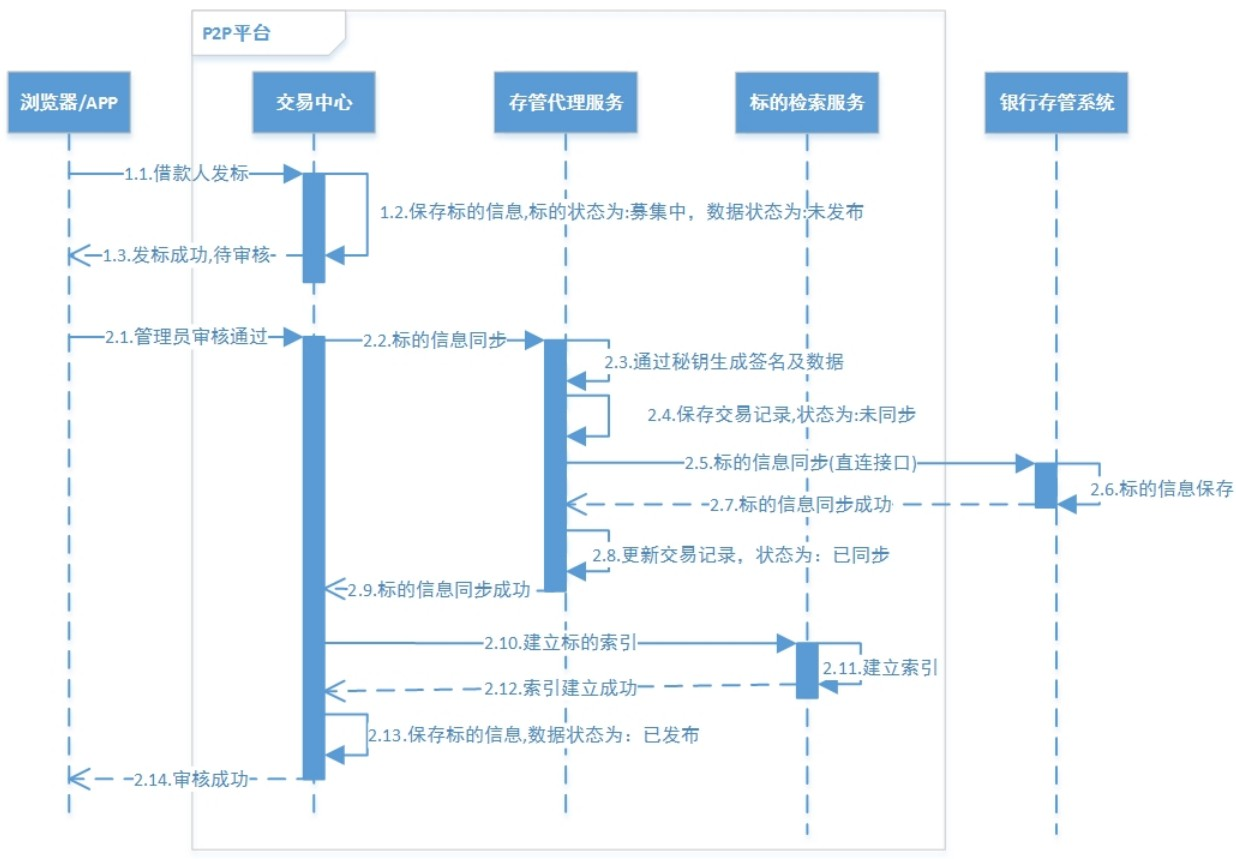 P2P平台
浏览器/APP
交易中心
存管代理服务
标的检索服务
银行存管系统
1.1.借款人发标
1.2.保存标的信息,标的状态为:募集中，数据状态为:未发布
1.3.发标成功,待审核
2.1.管理员审核通过
2.2.标的信息同步
2.3.通过秘钥生成签名及数据
2.4.保存交易记录,状态为:未同步
2.5.标的信息同步(直连接口)
2.6.标的信息保存
2.7.标的信息同步成功
2.8.更新交易记录，状态为：已同步
2.9.标的信息同步成功
2.10.建立标的索引
2.11.建立索引
2.12.索引建立成功
2.13.保存标的信息,数据状态为：已发布
2.14.审核成功